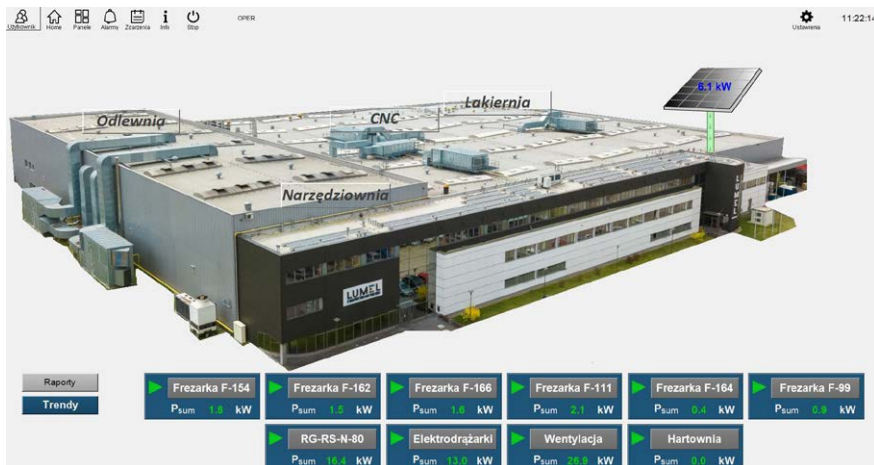 Użytkownik Home Panele Alarmy Zdarzenia Info Stop OPER Ustawienia 11:22:14
6.1 kW
Lakiernia
Odlewnia CNC
Narzędziownia
LUMEL
LUMEL
Raporty
Trendy
Frezarka F-154 Frezarka F-162 Frezarka F-166 Frezarka F-111 Frezarka F-164 Frezarka F-99
Psum 1.6 kW Psum 1.5 kW Psum 1.6 kW Psum 2.1 kW Psum 0.4 kW Psum 0.9 kW
RG-RS-N-80 Elektrodrążarki Wentylacja Hartownia
Psum 16.4 kW Psum 13.0 kW Psum 26.9 kW Psum 0.0 kW